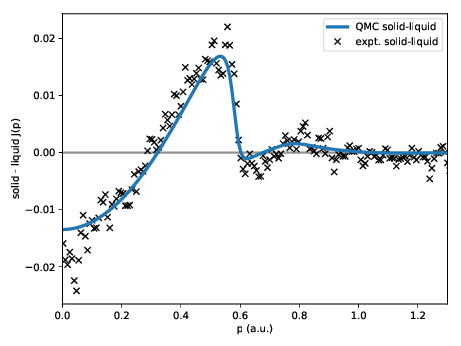 QMC solid-liquid
expt. solid-liquid
solid - liquid J(p)
0.02
0.01
0.00
−0.01
−0.02
0.0 0.2 0.4 0.6 0.8 1.0 1.2
p (a.u.)